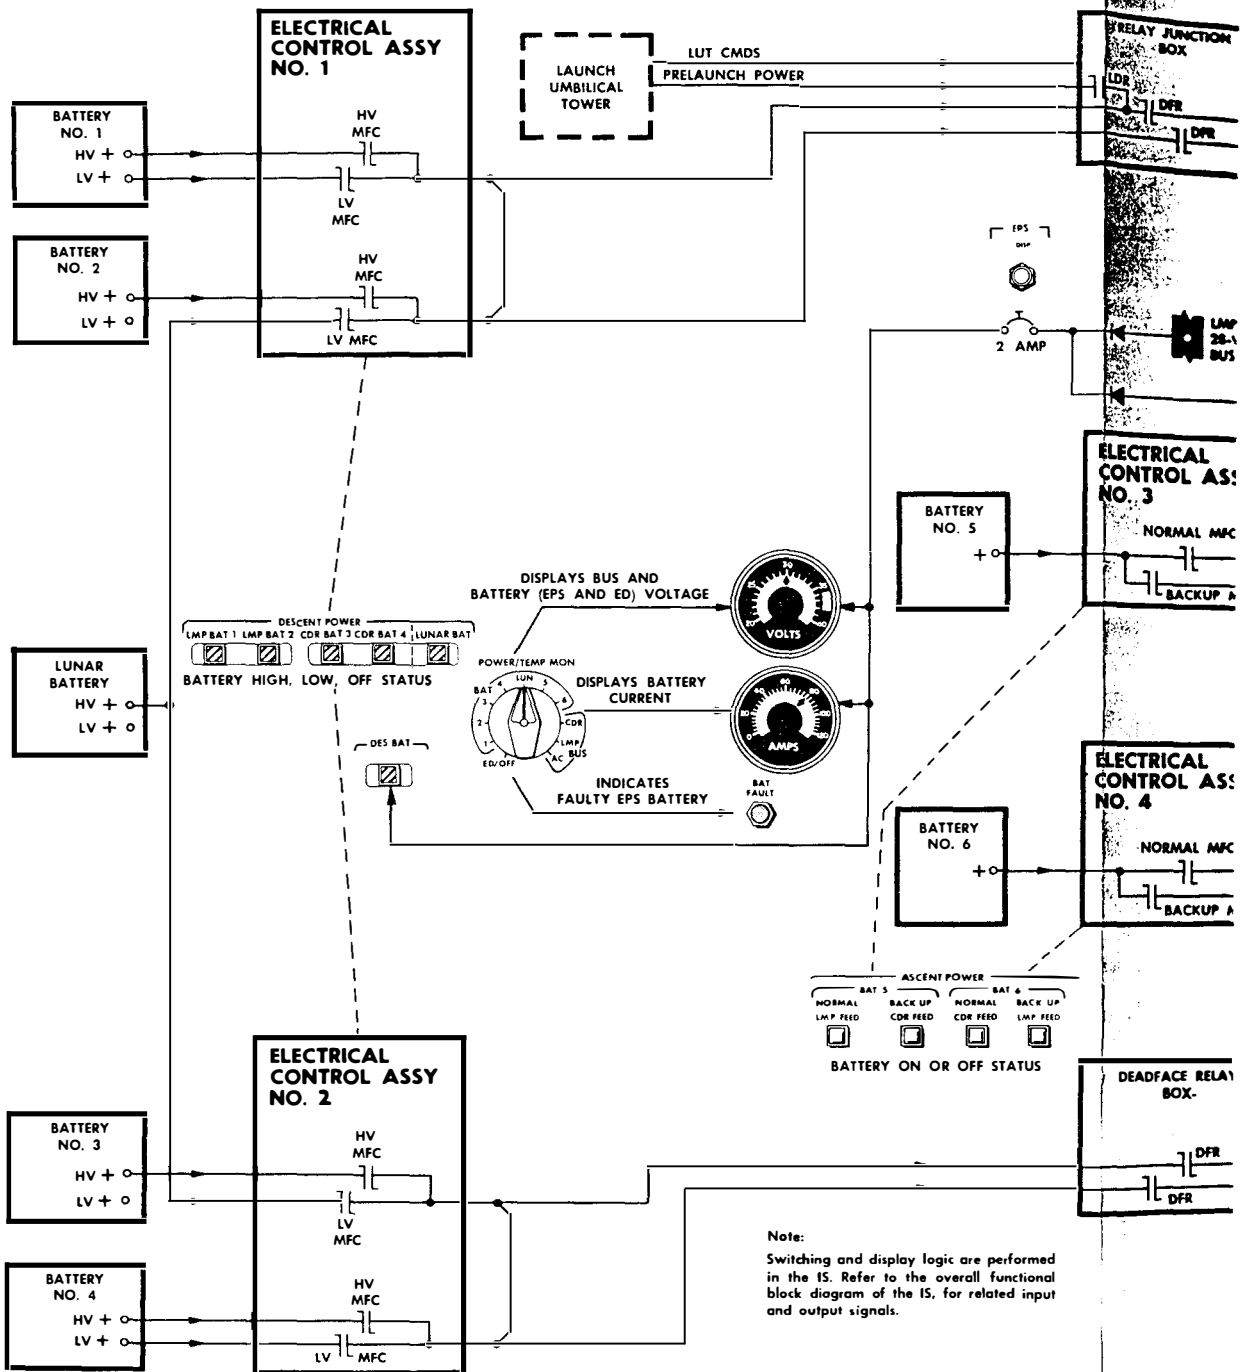 ELECTRICAL
CONTROL ASSY
NO. 1
BATTERY
NO. 1
HV +
LV +
HV
MFC
LV
MFC
BATTERY
NO. 2
HV +
LV +
HV
MFC
LV MFC
LAUNCH
UMBILICAL
TOWER
LUT CMDS
PRELAUNCH POWER
RELAY JUNCTION
BOX
LDR
DFR
DFR
EPS
DISP
2 AMP
LMP
28-V
BUS
ELECTRICAL
CONTROL ASS
NO. 3
NORMAL MFC
BACKUP M
BATTERY
NO. 5
+
DISPLAYS BUS AND
BATTERY (EPS AND ED) VOLTAGE
VOLTS
DESCENT POWER
LMP BAT 1 LMP BAT 2 CDR BAT 3 CDR BAT 4 LUNAR BAT
BATTERY HIGH, LOW, OFF STATUS
LUNAR
BATTERY
HV +
LV +
POWER/TEMP MON
BAT
ED/OFF 1 2 3 4 LUN 5 6
CDR
LMP
AC
BUS
DISPLAYS BATTERY
CURRENT
AMPS
DES BAT
INDICATES
FAULTY EPS BATTERY
BAT
FAULT
ELECTRICAL
CONTROL ASS
NO. 4
NORMAL MFC
BACKUP
BATTERY
NO. 6
+
ASCENT POWER
BAT 5
BAT 6
NORMAL BACK UP NORMAL BACK UP
LMP FEED CDR FEED CDR FEED LMP FEED
BATTERY ON OR OFF STATUS
ELECTRICAL
CONTROL ASSY
NO. 2
BATTERY
NO. 3
HV +
LV +
HV
MFC
LV
MFC
BATTERY
NO. 4
HV +
LV +
HV
MFC
LV MFC
DEADFACE RELAY
BOX-
DFR
DFR
Note:
Switching and display logic are performed
in the IS. Refer to the overall functional
block diagram of the IS, for related input
and output signals.